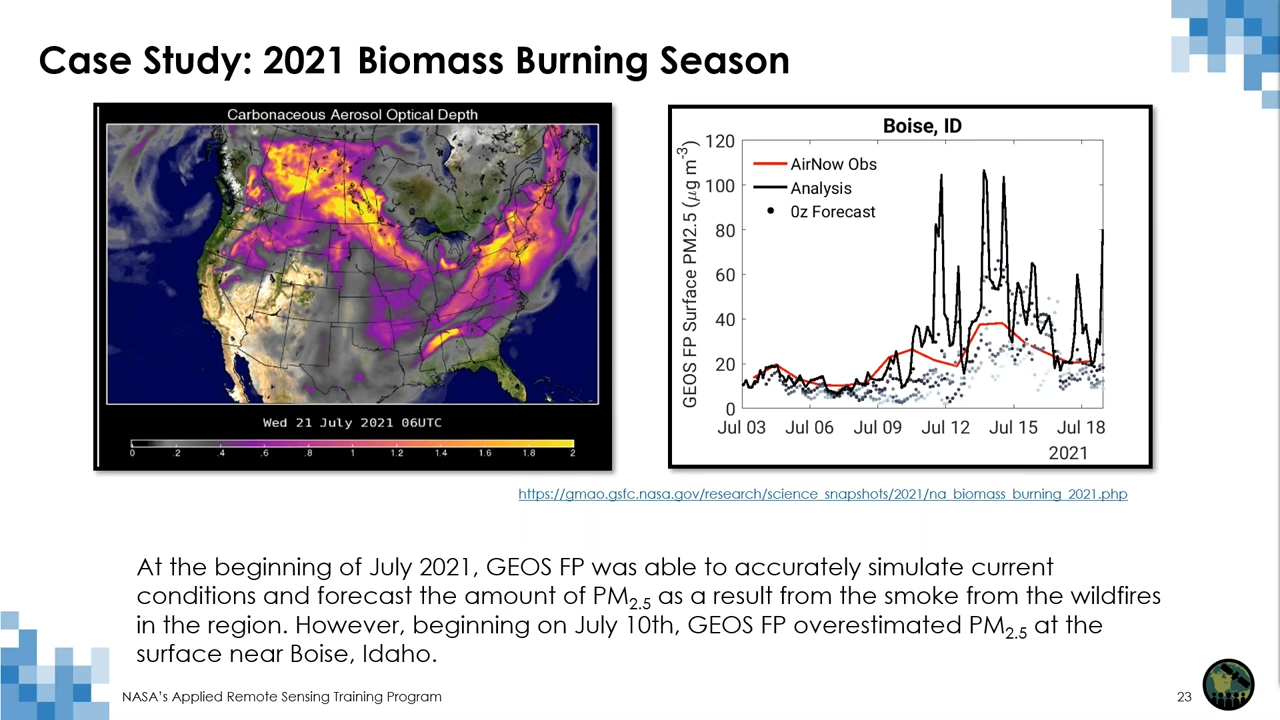 Case Study: 2021 Biomass Burning Season
Carbonaceous Aerosol Optical Depth
Wed 21 July 2021 06UTC
0 .2 .4 .6 .8 1 1.2 1.4 1.6 1.8 2
Boise, ID
GEOS FP Surface PM2.5 (μg m-3)
120
100
80
60
40
20
0
AirNow Obs
Analysis
0z Forecast
Jul 03 Jul 06 Jul 09 Jul 12 Jul 15 Jul 18
2021
https://gmao.gsfc.nasa.gov/research/science_snapshots/2021/na_biomass_burning_2021.php
At the beginning of July 2021, GEOS FP was able to accurately simulate current
conditions and forecast the amount of PM2.5 as a result from the smoke from the wildfires
in the region. However, beginning on July 10th, GEOS FP overestimated PM2.5 at the
surface near Boise, Idaho.
NASA's Applied Remote Sensing Training Program
23